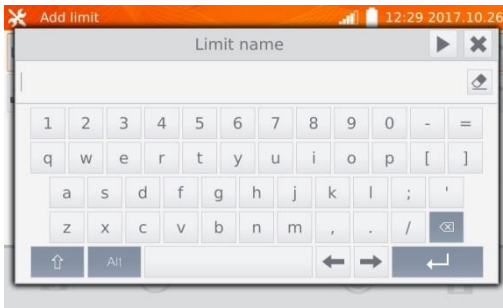 Add limit 12:29 2017.10.26
Limit name
1 2 3 4 5 6 7 8 9 0 - =
q w e r t y u i o p [ ]
a s d f g h j k l ; '
z x c v b n m , . /
Alt